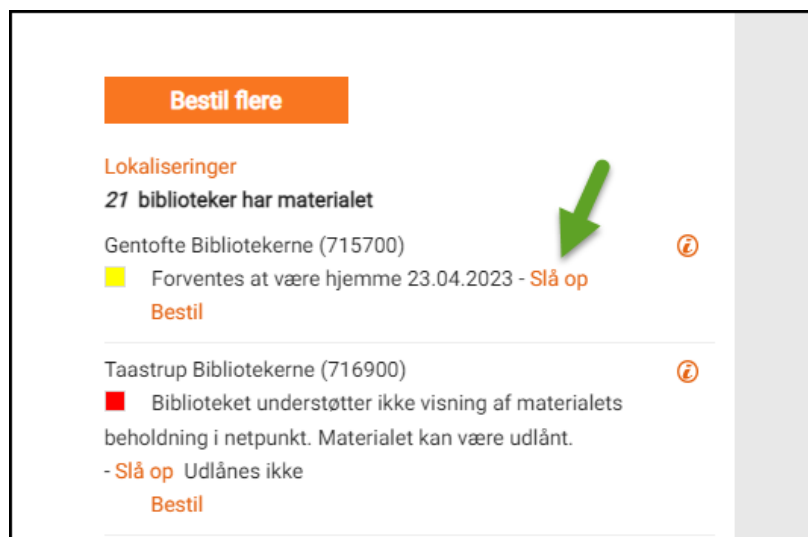 Bestil flere
Lokaliseringer
21 biblioteker har materialet
Gentofte Bibliotekerne (715700)
Forventes at være hjemme 23.04.2023 - Slå op
Bestil
Taastrup Bibliotekerne (716900)
Biblioteket understøtter ikke visning af materialets
beholdning i netpunkt. Materialet kan være udlånt.
- Slå op Udlånes ikke
Bestil